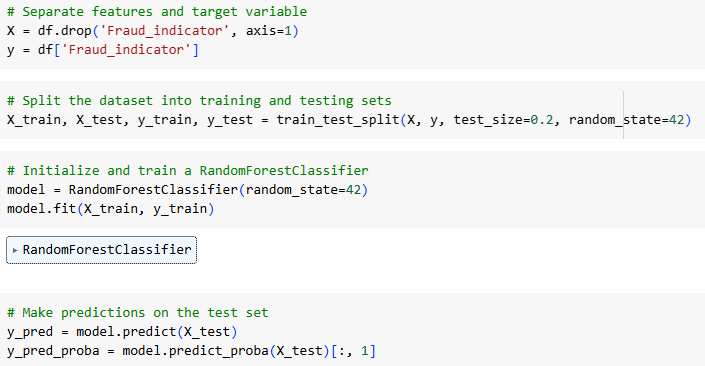 # Separate features and target variable
X = df.drop('Fraud_indicator', axis=1)
y = df['Fraud_indicator']
# Split the dataset into training and testing sets
X_train, X_test, y_train, y_test = train_test_split(X, y, test_size=0.2, random_state=42)
# Initialize and train a RandomForestClassifier
model = RandomForestClassifier(random_state=42)
model.fit(X_train, y_train)
▸ RandomForestClassifier
# Make predictions on the test set
y_pred = model.predict(X_test)
y_pred_proba = model.predict_proba(X_test)[:, 1]